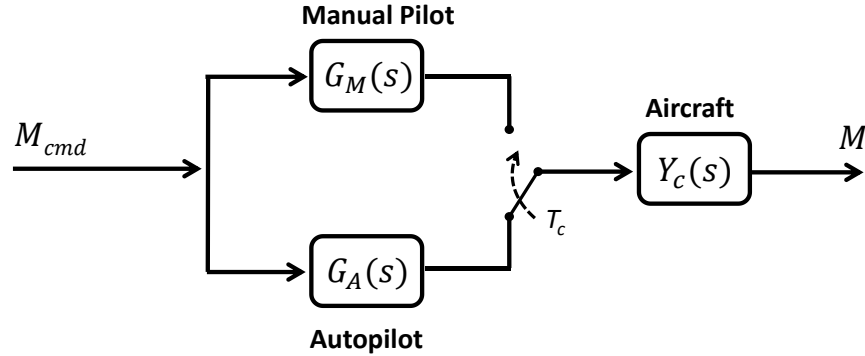 Manual Pilot
G_M(s)
Aircraft
M_cmd
M
Y_c(s)
T_c
G_A(s)
Autopilot